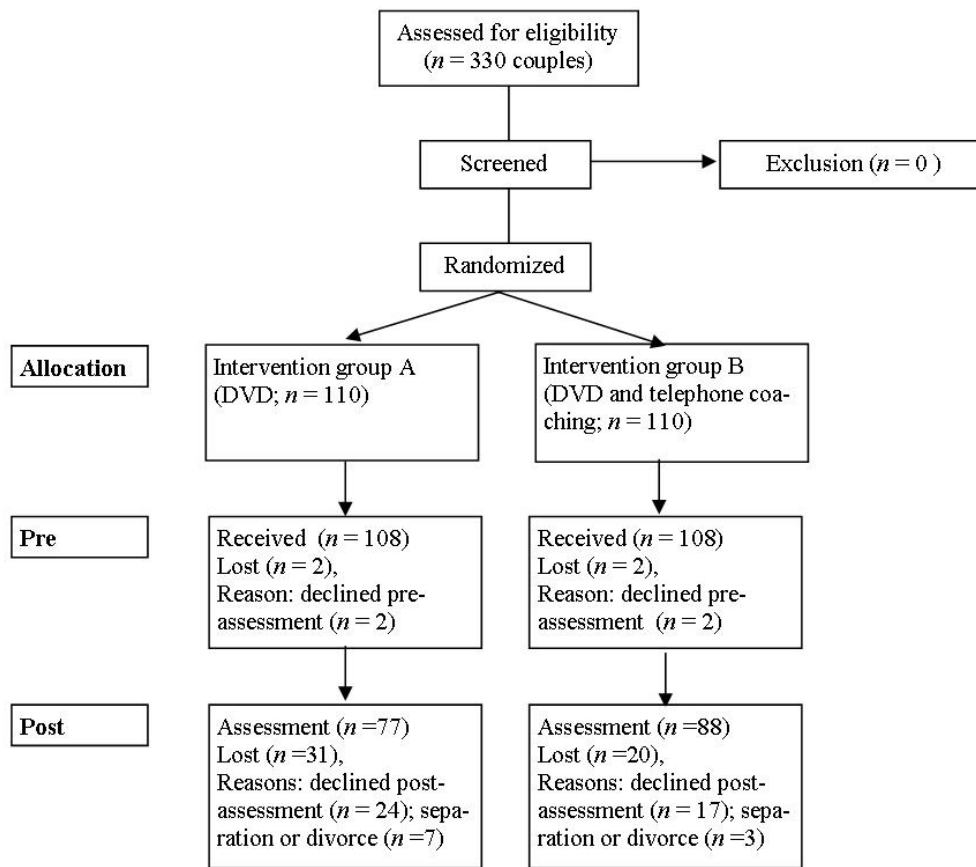 Assessed for eligibility
(n = 330 couples)
Screened
Exclusion (n = 0 )
Randomized
Allocation
Intervention group A
(DVD; n = 110)
Intervention group B
(DVD and telephone coa-
ching; n = 110)
Pre
Received (n = 108)
Lost (n = 2),
Reason: declined pre-
assessment (n = 2)
Received (n = 108)
Lost (n = 2),
Reason: declined pre-
assessment (n = 2)
Post
Assessment (n =77)
Lost (n =31),
Reasons: declined post-
assessment (n = 24); sepa-
ration or divorce (n =7)
Assessment (n =88)
Lost (n =20),
Reasons: declined post-
assessment (n = 17); sepa-
ration or divorce (n =3)